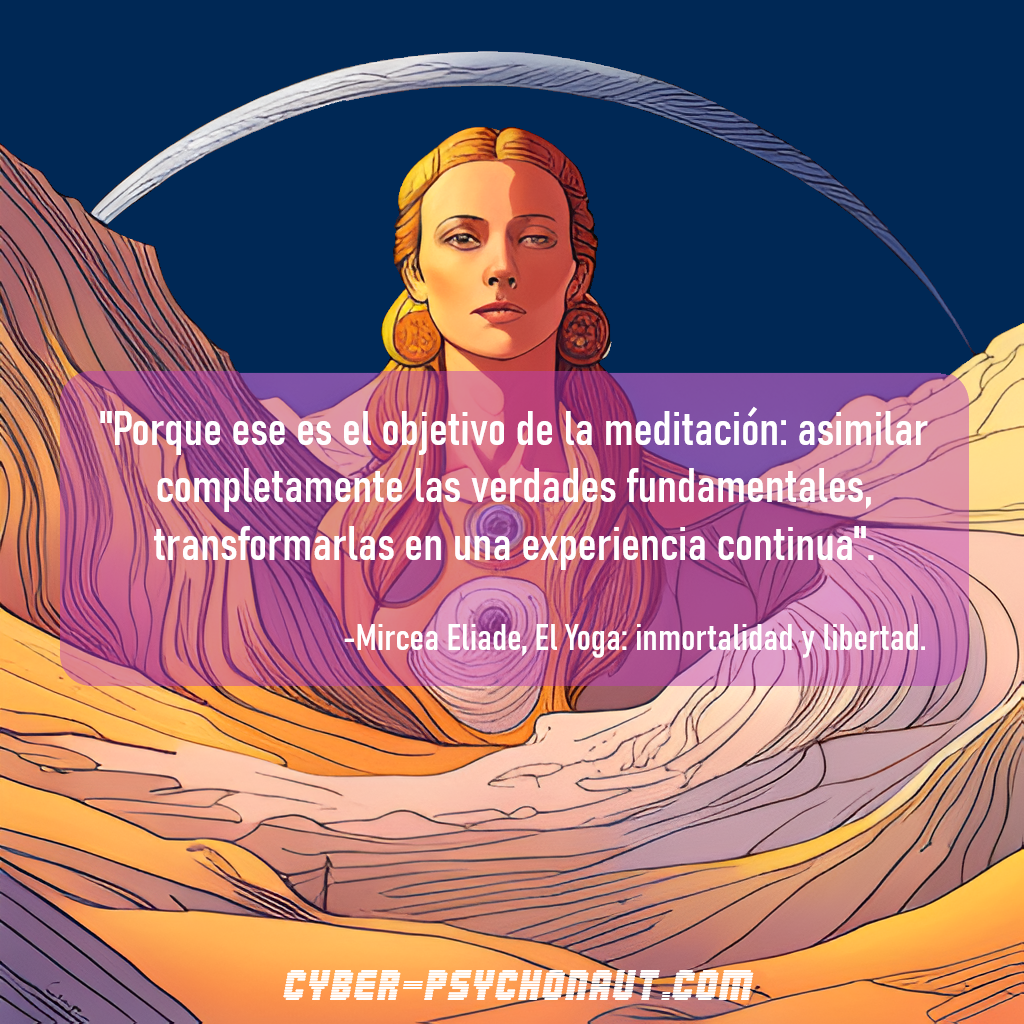 "Porque ese es el objetivo de la meditación: asimilar
completamente las verdades fundamentales,
transformarlas en una experiencia continua".
-Mircea Eliade, El Yoga: inmortalidad y libertad.
CYBER-PSYCHONAUT.COM